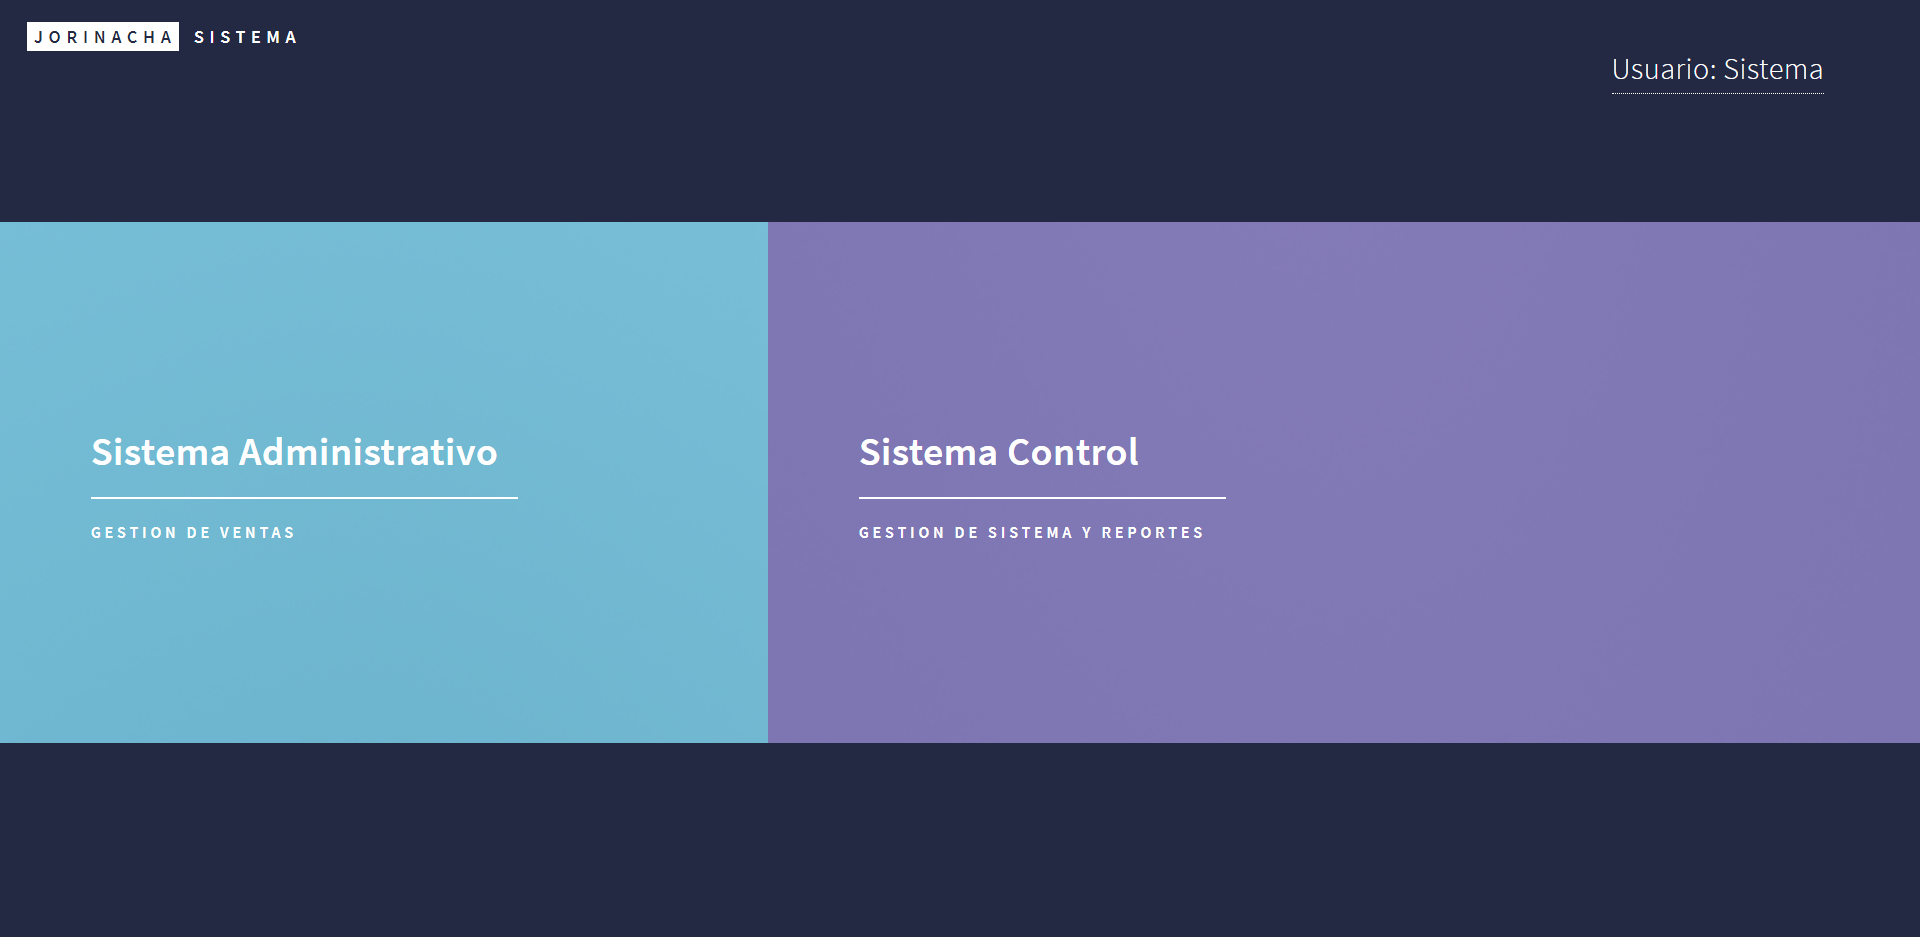 JORINACHA SISTEMA
Usuario: Sistema
Sistema Administrativo
GESTION DE VENTAS
Sistema Control
GESTION DE SISTEMA Y REPORTES